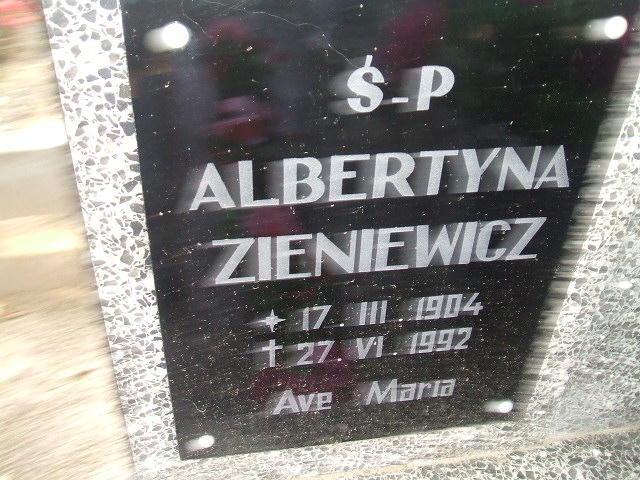 Ś-P
ALBERTYNA
ZIENIEWICZ
17. III. 1904
† 27. VI. 1992
Ave Maria